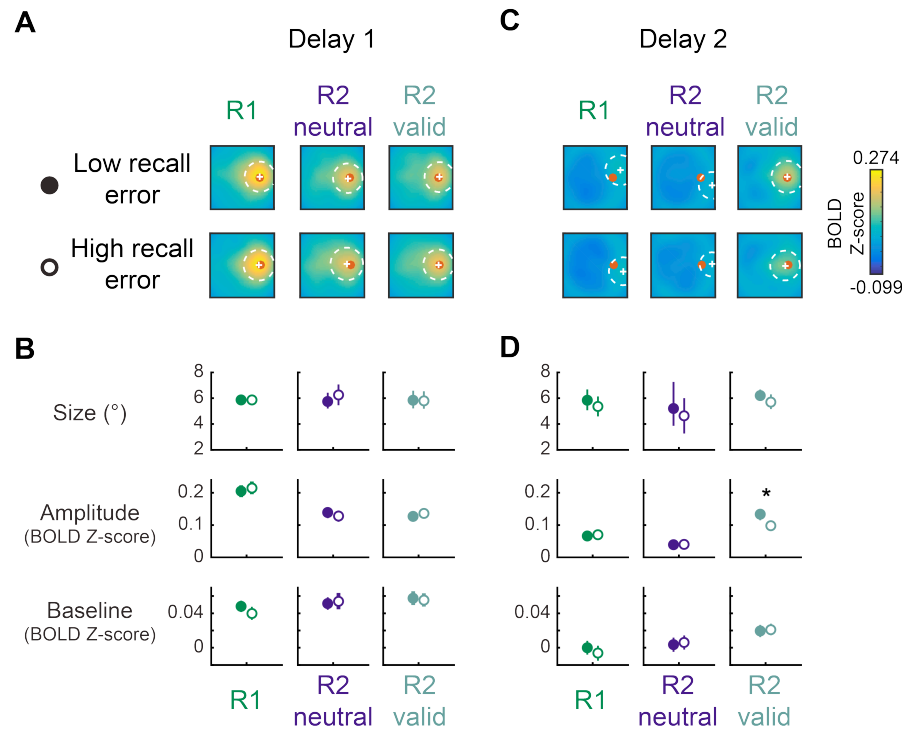 A
C
Delay 1
Delay 2
R1
R2
neutral
R2
valid
R1
R2
neutral
R2
valid
Low recall
error
High recall
error
0.274
BOLD
Z-score
-0.099
B
D
Size (°)
8
6
4
2
8
6
4
2
Amplitude
(BOLD Z-score)
0.2
0.1
0
0.2
0.1
0
*
Baseline
(BOLD Z-score)
0.04
0
0.04
0
R1
R2
neutral
R2
valid
R1
R2
neutral
R2
valid